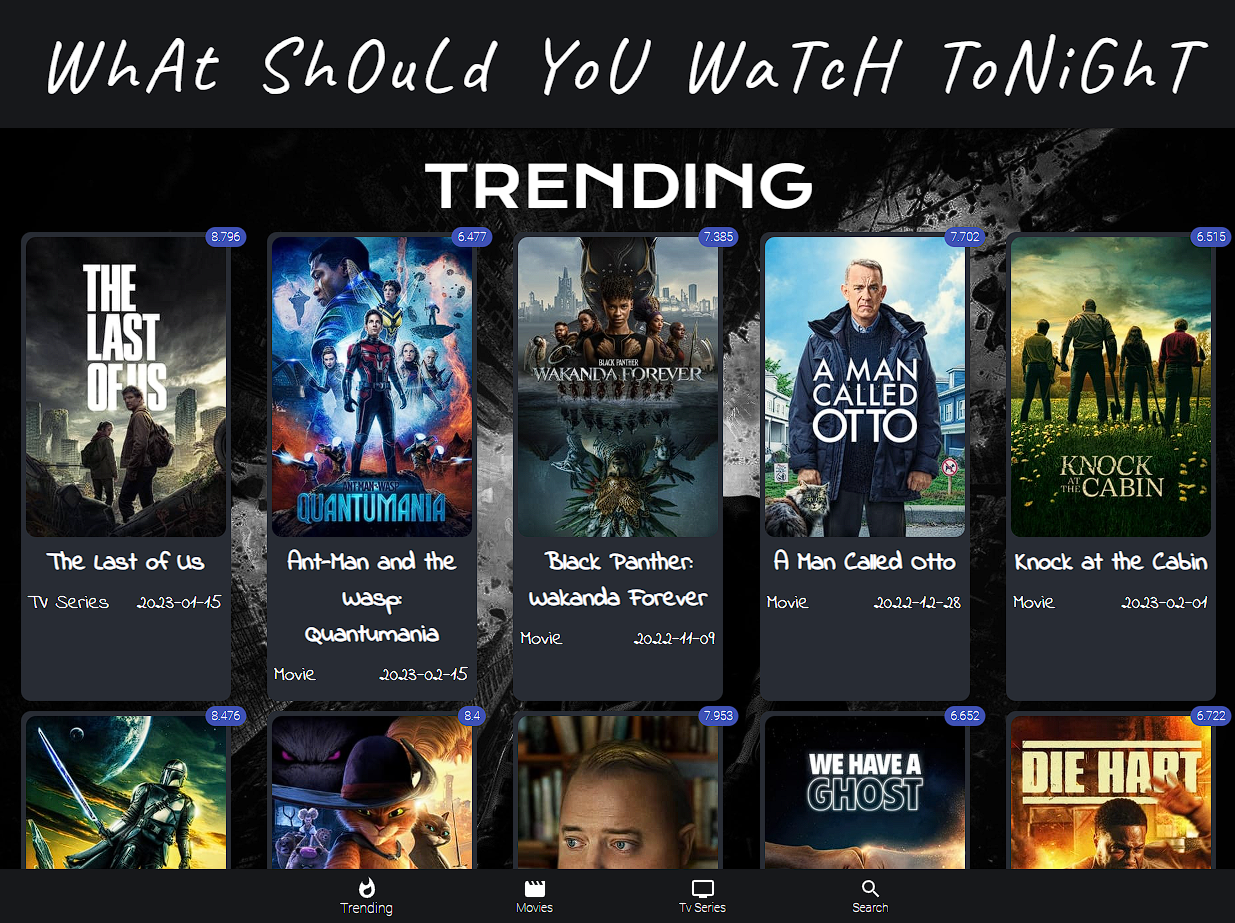 WhAt ShOuLd YoU WaTcH ToNiGhT
TRENDING
8.796
6.477
7.385
7.702
6.515
THE
LAST
OF US
ANT-MAN AND THE WASP
QUANTUMANIA
BLACK PANTHER
WAKANDA FOREVER
A MAN
CALLED
OTTO
KNOCK
AT THE CABIN
The Last of Us
TV Series 2023-01-15
Ant-Man and the
Wasp:
Quantumania
Movie 2023-02-15
Black Panther:
Wakanda Forever
Movie 2022-11-09
A Man Called Otto
Movie 2022-12-28
Knock at the Cabin
Movie 2023-02-01
8.476
8.4
7.953
6.652
6.722
WE HAVE A
GHOST
DIE HART
Trending
Movies
Tv Series
Search